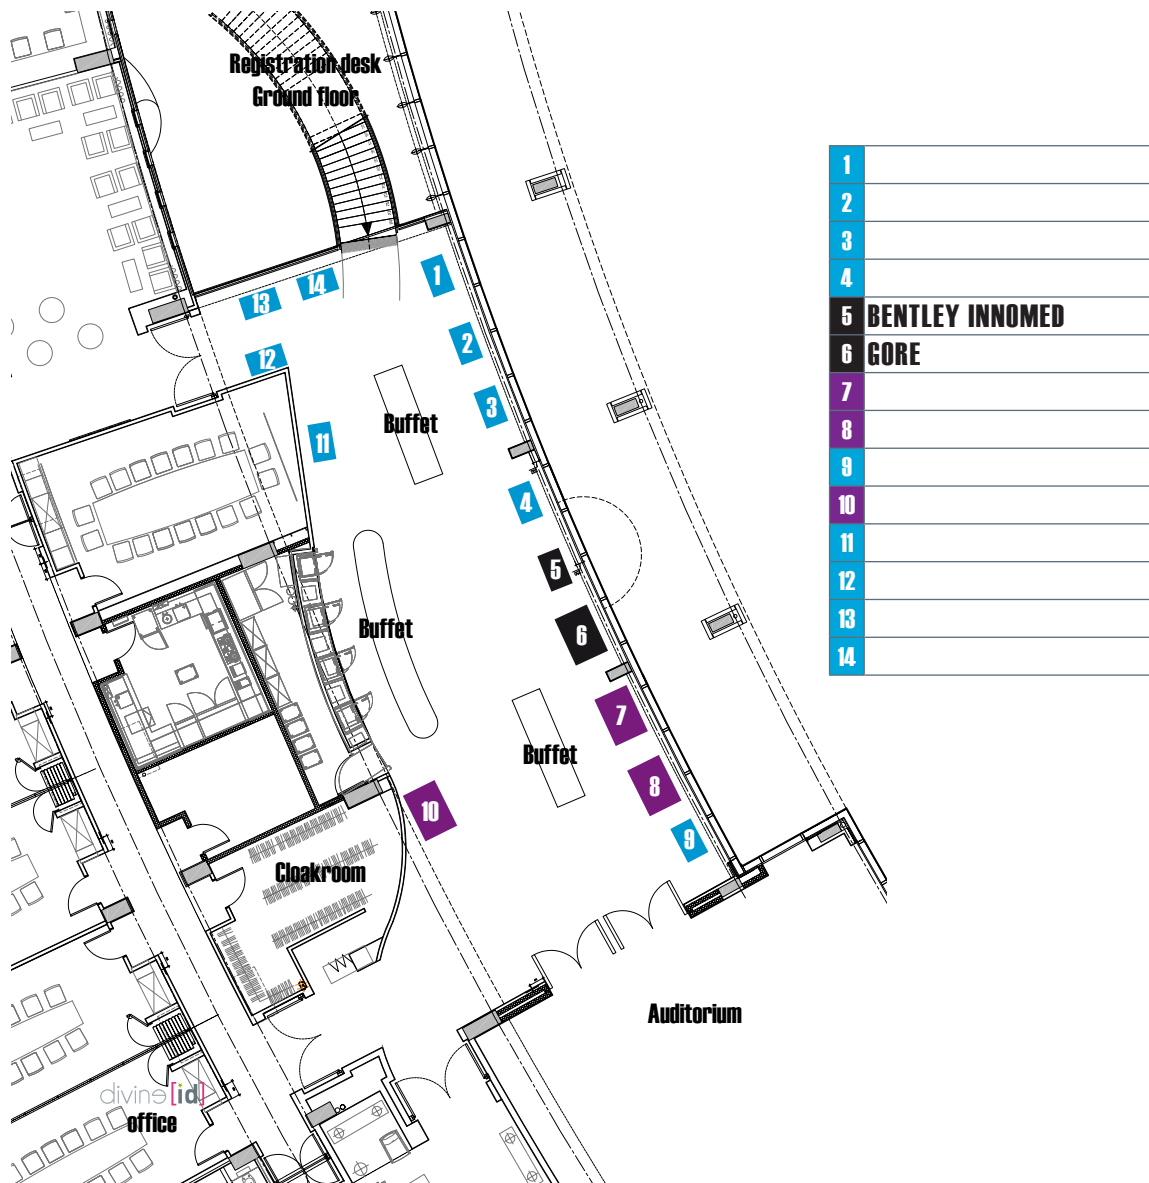 Registration desk
Ground floor
1
2
3
4
5 BENTLEY INNOMED
6 GORE
7
8
9
10
11
12
13
14
1
14
13
2
12
3
Buffet
11
4
5
Buffet
6
7
Buffet
8
10
9
Cloakroom
Auditorium
divine [id]
office